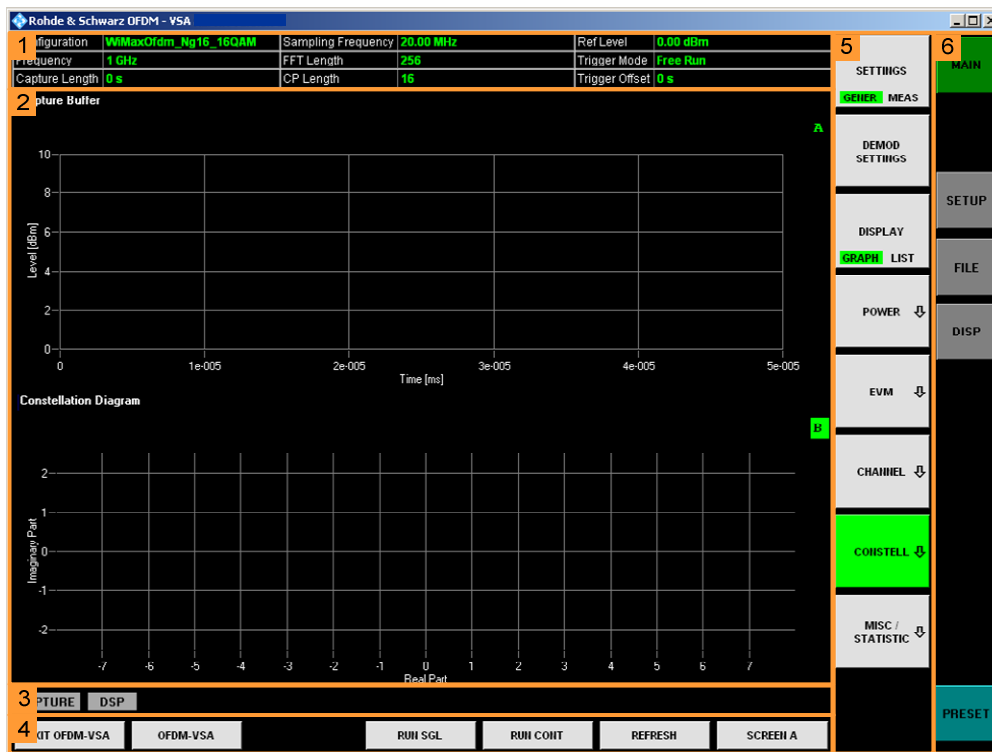 Rohde & Schwarz OFDM - VSA
1
figuration WiMaxOfdm_Ng16_16QAM Sampling Frequency 20.00 MHz Ref Level 0.00 dBm
Frequency 1 GHz FFT Length 256 Trigger Mode Free Run
Capture Length 0 s CP Length 16 Trigger Offset 0 s
2
pture Buffer
A
10
8
6
4
2
0
Level [dBm]
0 1e-005 2e-005 3e-005 4e-005 5e-005
Time [ms]
Constellation Diagram
B
2
1
0
-1
-2
Imaginary Part
-7 -6 -5 -4 -3 -2 -1 0 1 2 3 4 5 6 7
Real Part
3
PTURE DSP
4
XIT OFDM-VSA OFDM-VSA RUN SGL RUN CONT REFRESH SCREEN A
5
SETTINGS
GENER MEAS
DEMOD
SETTINGS
DISPLAY
GRAPH LIST
POWER
EVM
CHANNEL
CONSTELL
MISC /
STATISTIC
6
MAIN
SETUP
FILE
DISP
PRESET